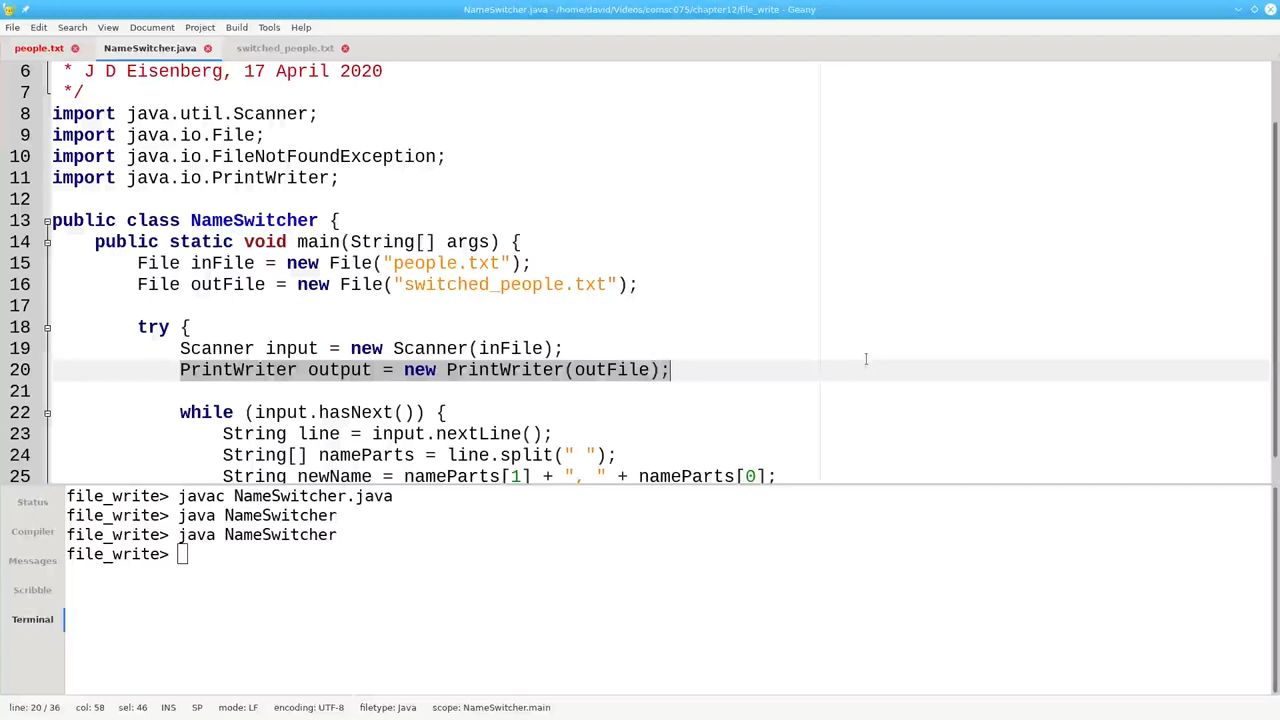 NameSwitcher.java - /home/david/Videos/comsc075/chapter12/file_write - Geany
File Edit Search View Document Project Build Tools Help
people.txt NameSwitcher.java switched_people.txt
6 * J D Eisenberg, 17 April 2020
7 */
8 import java.util.Scanner;
9 import java.io.File;
10 import java.io.FileNotFoundException;
11 import java.io.PrintWriter;
12
13 public class NameSwitcher {
14 public static void main(String[] args) {
15 File inFile = new File("people.txt");
16 File outFile = new File("switched_people.txt");
17
18 try {
19 Scanner input = new Scanner(inFile);
20 PrintWriter output = new PrintWriter(outFile);
21
22 while (input.hasNext()) {
23 String line = input.nextLine();
24 String[] nameParts = line.split(" ");
25 String newName = nameParts[1] + ", " + nameParts[0];
Status
Compiler
Messages
Scribble
Terminal
file_write> javac NameSwitcher.java
file_write> java NameSwitcher
file_write> java NameSwitcher
file_write>
line: 20 / 36 col: 58 sel: 46 INS SP mode: LF encoding: UTF-8 filetype: Java scope: NameSwitcher.main